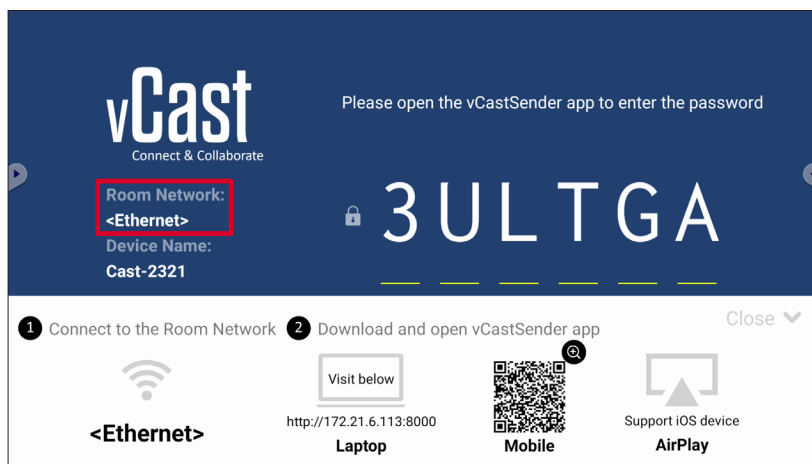 vCast
Connect & Collaborate
Please open the vCastSender app to enter the password
Room Network:
<Ethernet>
Device Name:
Cast-2321
3ULTGA
1 Connect to the Room Network
2 Download and open vCastSender app
Close
<Ethernet>
Visit below
http://172.21.6.113:8000
Laptop
Mobile
Support iOS device
AirPlay